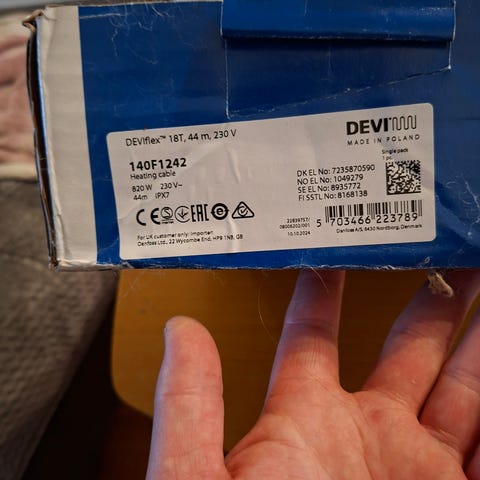 DEVIflex™ 18T, 44 m, 230 V
DEVI
MADE IN POLAND
140F1242
Heating cable
820 W 230 V~
44m IPX7
Single pack
1 pc
DK EL No: 7235870590
NO EL No: 1049279
SE EL No: 8935772
FI SSTL No: 8168138
CE EAC
For UK customer only: Importer:
Danfoss Ltd., 22 Wycombe End, HP9 1NB, GB
10.10.2024
5 703466 223789
Danfoss A/S, 6430 Nordborg, Denmark